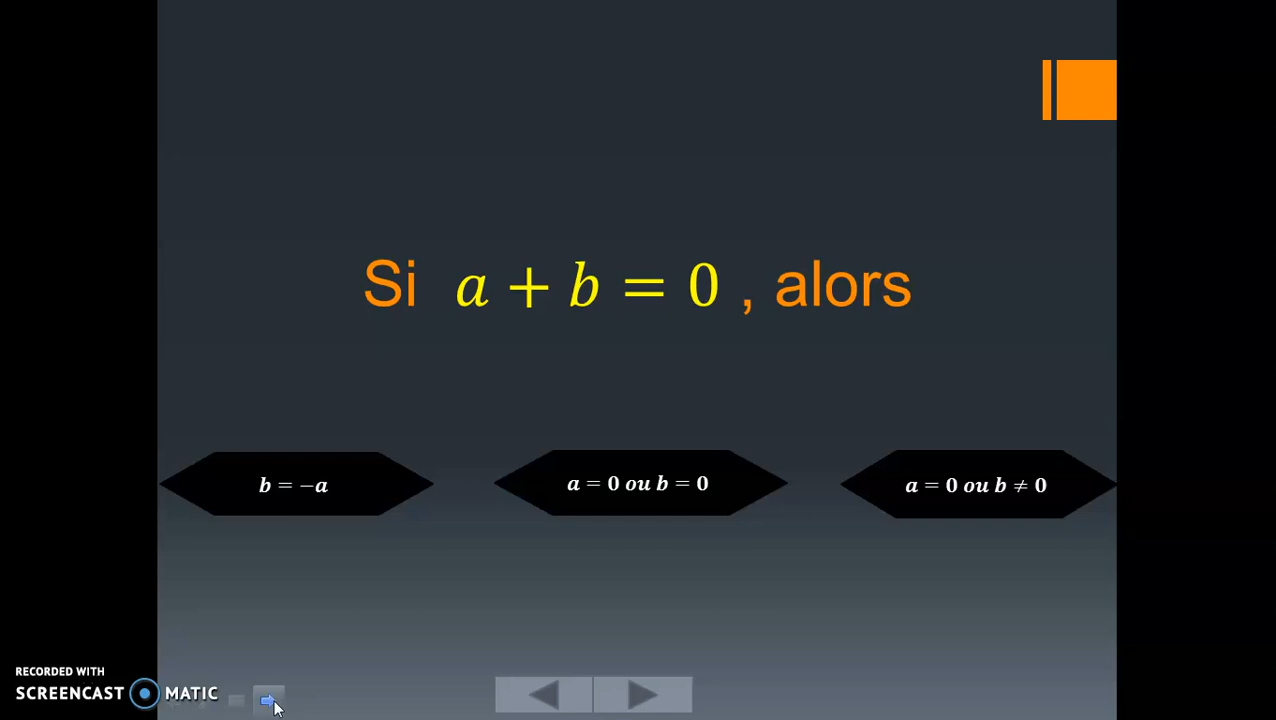 Si a + b = 0 , alors
b = −a
a = 0 ou b = 0
a = 0 ou b ≠ 0
RECORDED WITH
SCREENCAST MATIC